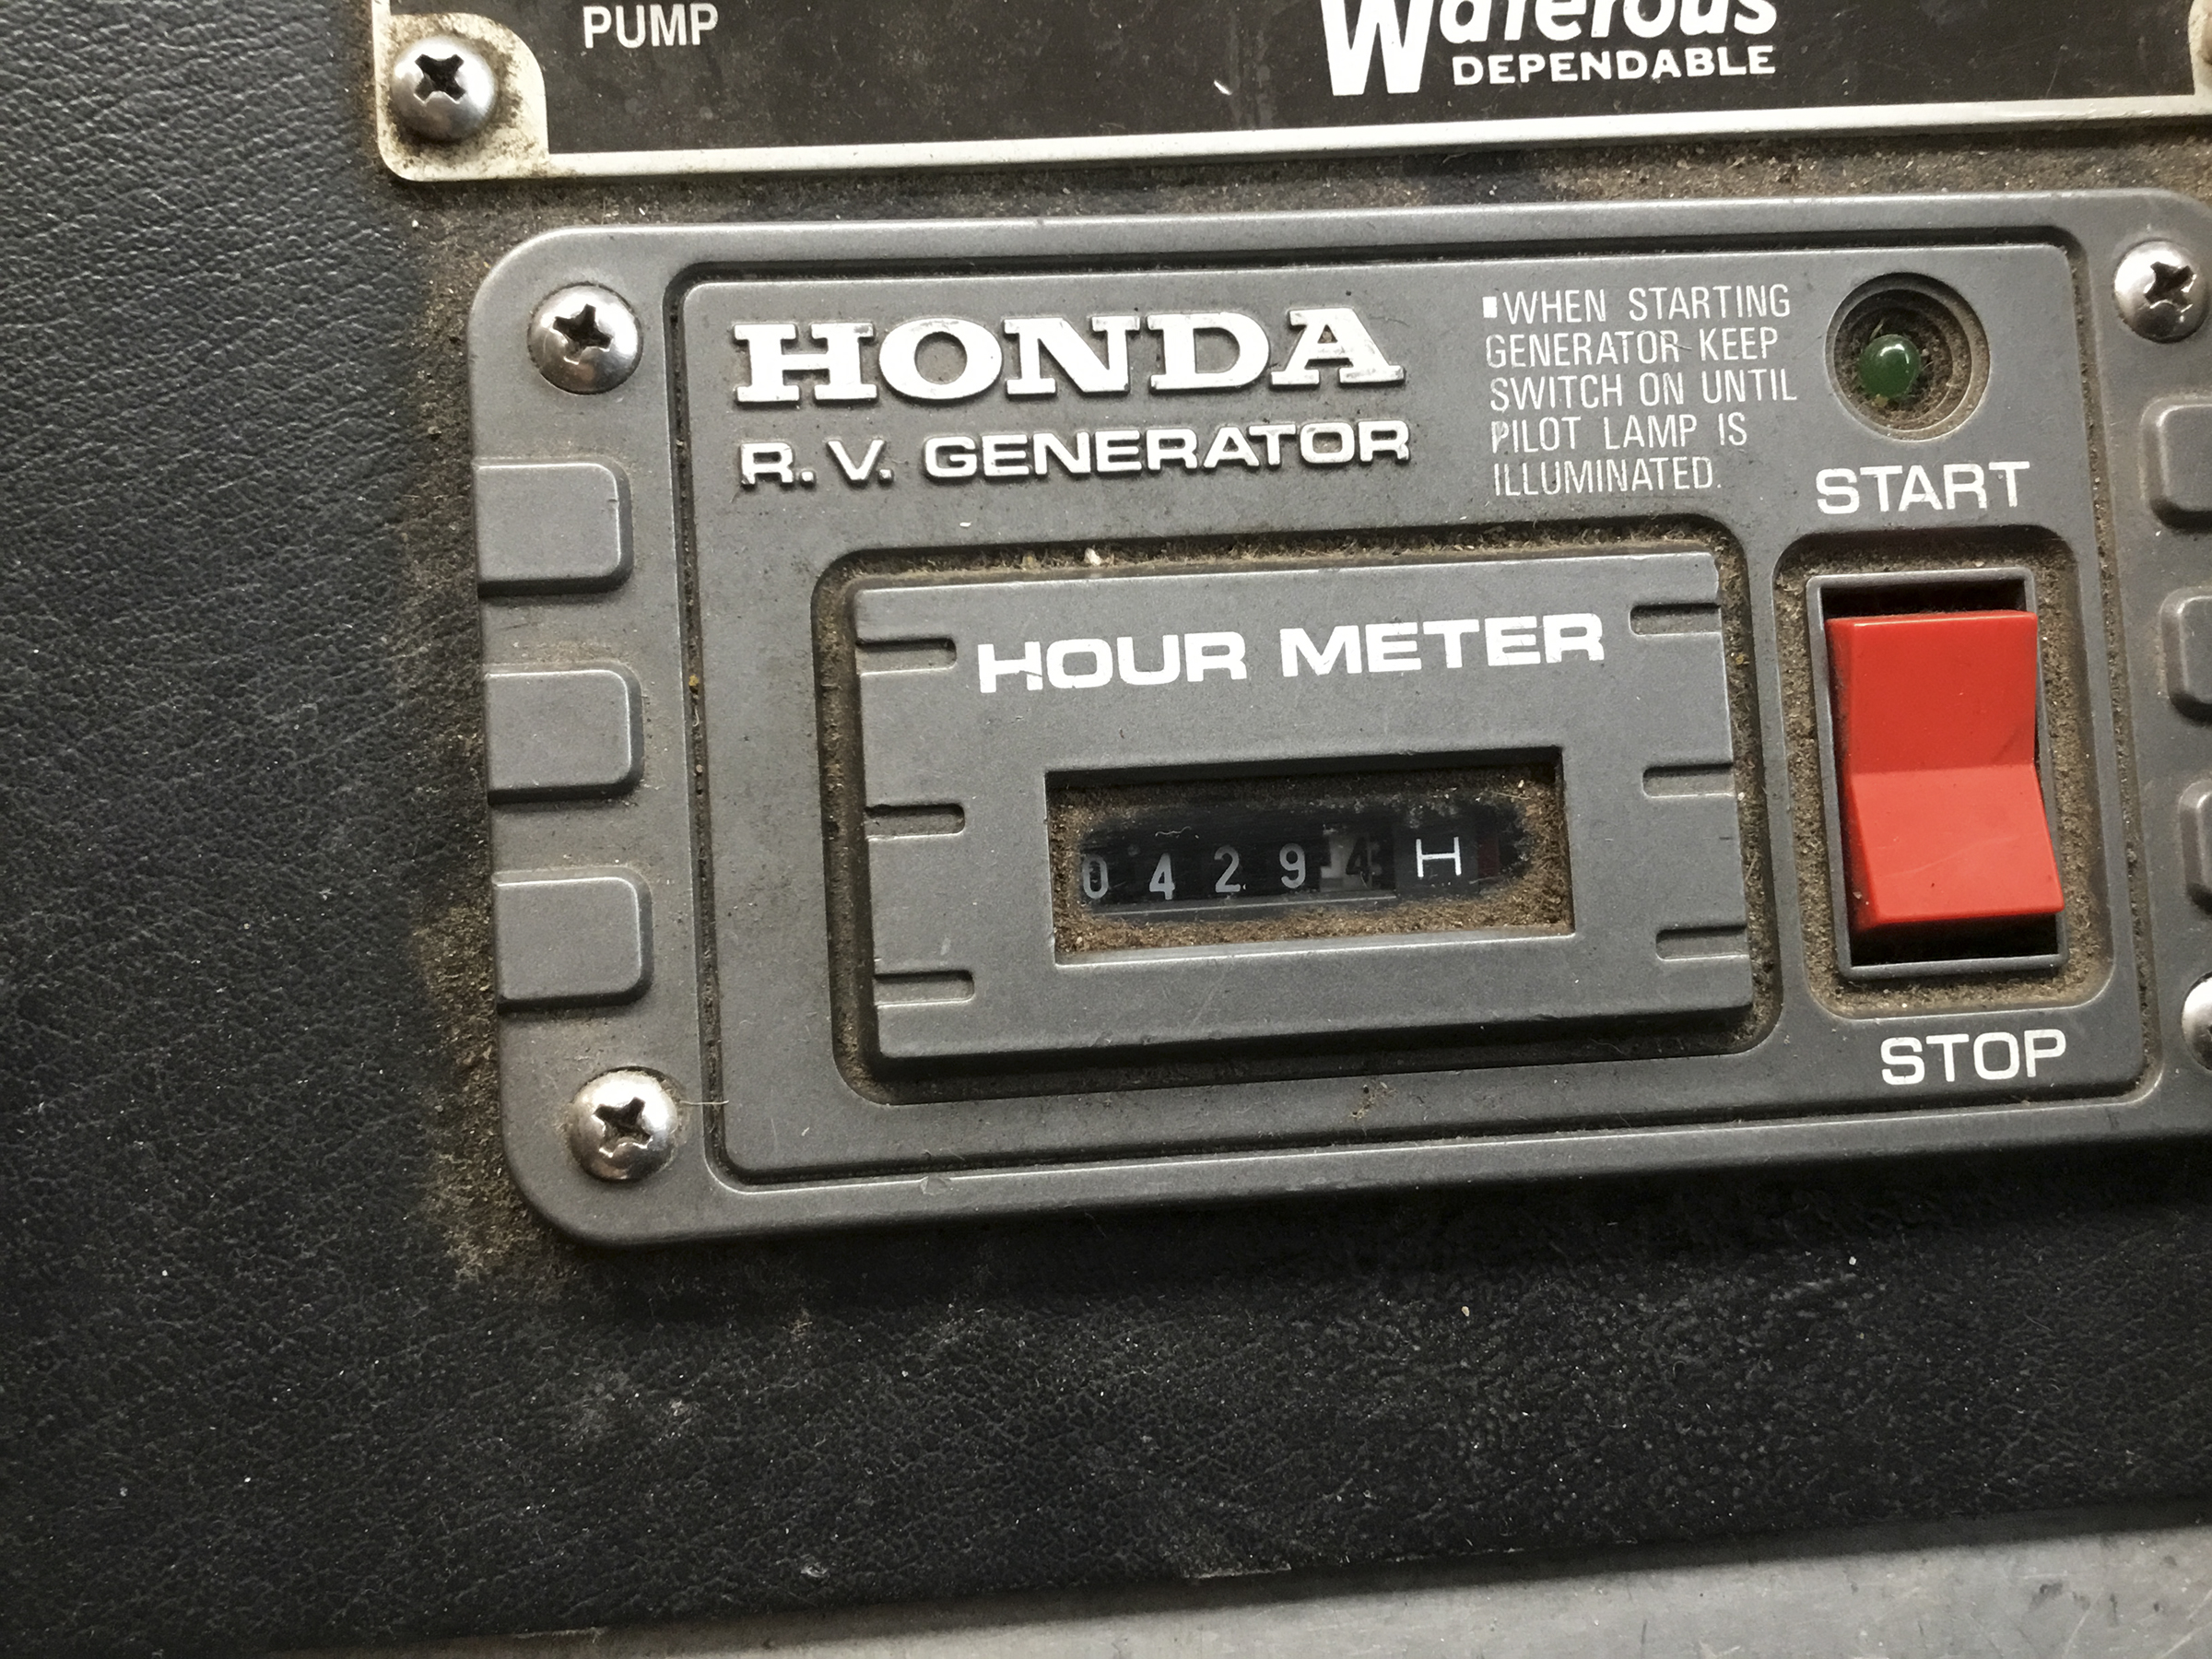 PUMP
Waterous
DEPENDABLE
HONDA
R.V. GENERATOR
▪WHEN STARTING
GENERATOR KEEP
SWITCH ON UNTIL
PILOT LAMP IS
ILLUMINATED.
START
HOUR METER
0 4 2 9 4 H
STOP